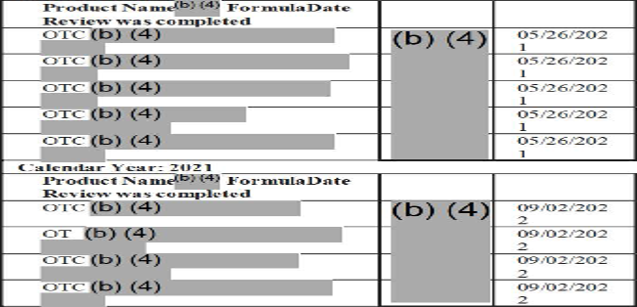 Product Name(b) (4) FormulaDate
Review was completed
OTC (b) (4) (b) (4) 05/26/202
1
OTC (b) (4) 05/26/202
1
OTC (b) (4) 05/26/202
1
OTC (b) (4) 05/26/202
1
OTC (b) (4) 05/26/202
1
Calendar Year: 2021
Product Name(b) (4) FormulaDate
Review was completed
OTC (b) (4) (b) (4) 09/02/202
2
OT (b) (4) 09/02/202
2
OTC (b) (4) 09/02/202
2
OTC (b) (4) 09/02/202
2